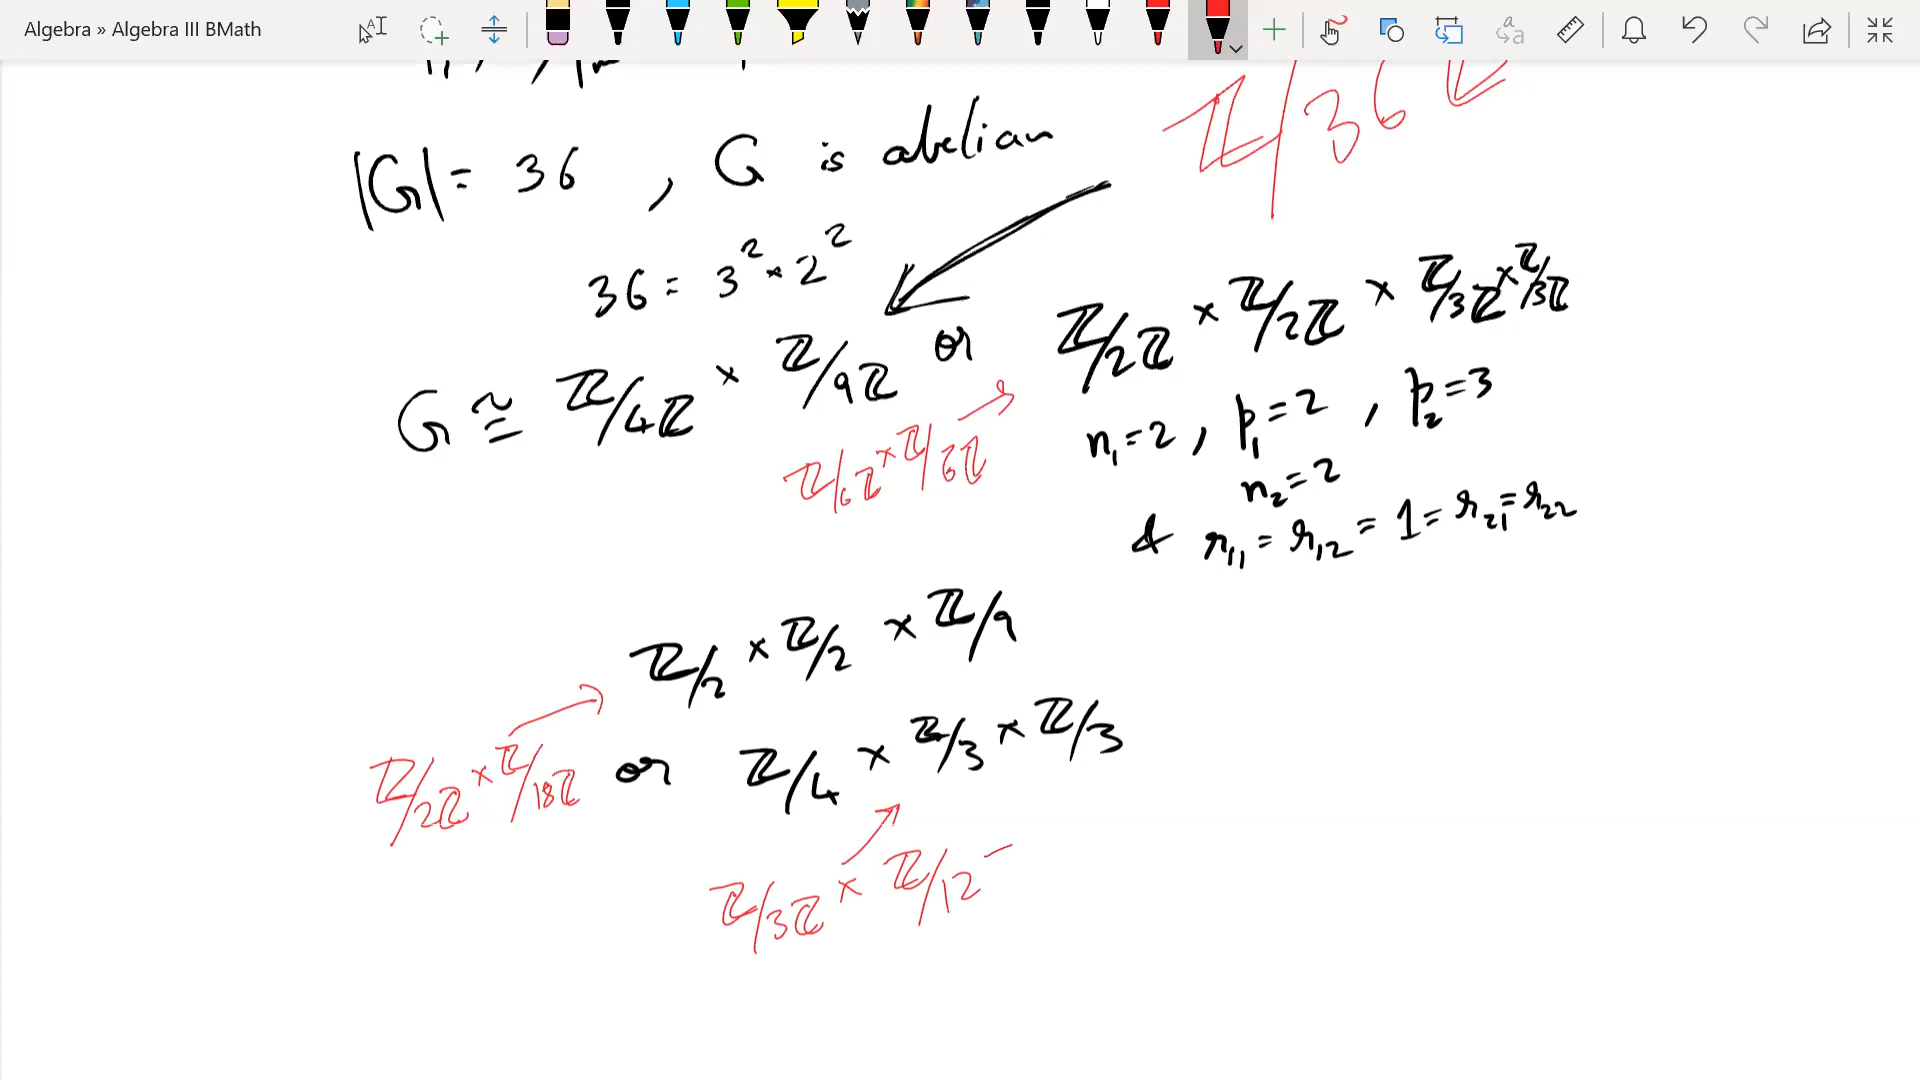 Algebra » Algebra III BMath
ℤ/36ℤ
|G| = 36 , G is abelian
36 = 3² × 2²
G ≅ ℤ/4ℤ × ℤ/9ℤ or ℤ/2ℤ × ℤ/2ℤ × ℤ/3ℤ × ℤ/3ℤ
ℤ/6ℤ × ℤ/6ℤ →
n₁ = 2 , p₁ = 2 , p₂ = 3
n₂ = 2
& r₁₁ = r₁₂ = 1 = r₂₁ = r₂₂
ℤ/2 × ℤ/2 × ℤ/9
ℤ/2ℤ × ℤ/18ℤ or ℤ/4 × ℤ/3 × ℤ/3
ℤ/3ℤ × ℤ/12